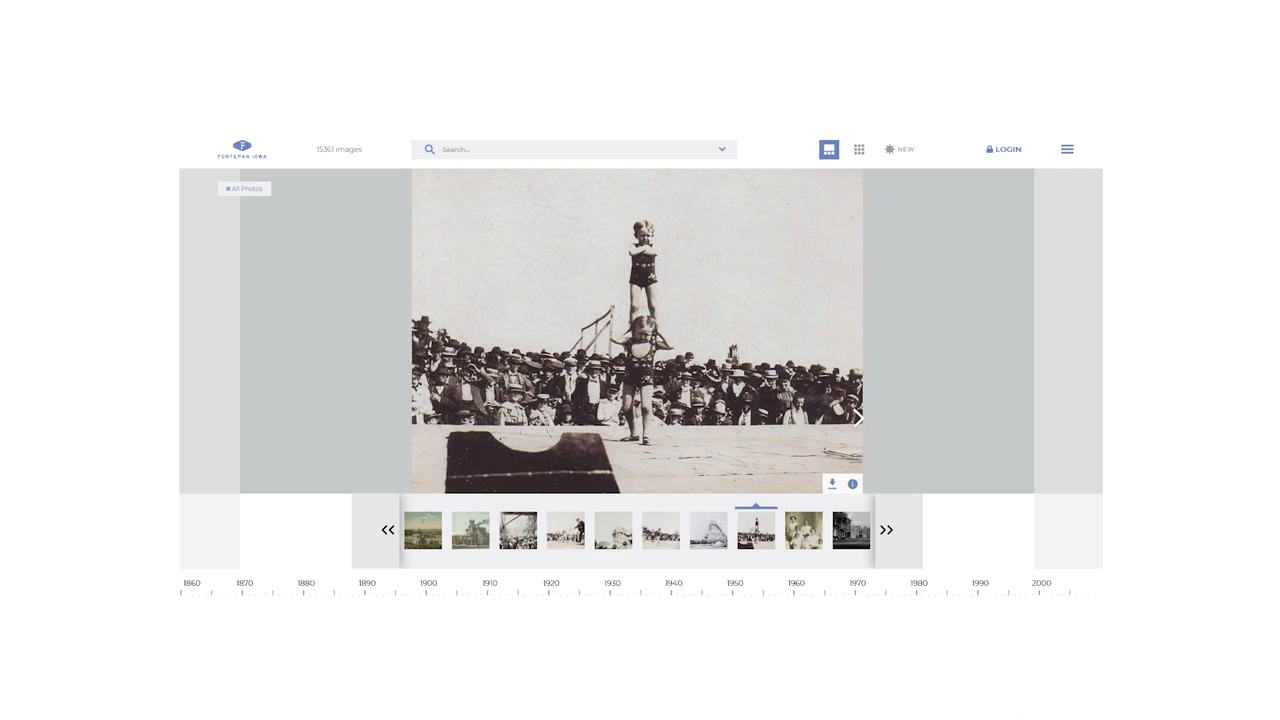 F
FORTEPAN IOWA
15361 images
Search...
NEW
LOGIN
× All Photos
1860 1870 1880 1890 1900 1910 1920 1930 1940 1950 1960 1970 1980 1990 2000